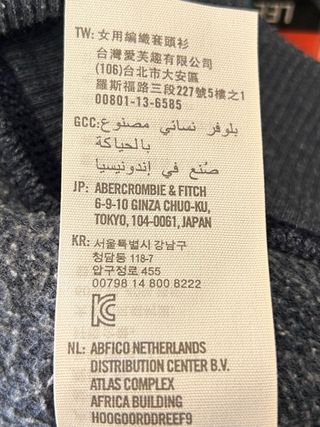 TW: 女用編織套頭衫
台灣愛芙趣有限公司
(106)台北市大安區
羅斯福路三段227號5樓之1
00801-13-6585
GCC: بلوفر نسائي مصنوع
بالحياكة
صُنع في إندونيسيا
JP: ABERCROMBIE & FITCH
6-9-10 GINZA CHUO-KU,
TOKYO, 104-0061, JAPAN
KR: 서울특별시 강남구
청담동 118-7
압구정로 455
00798 14 800 8222
KC
NL: ABFICO NETHERLANDS
DISTRIBUTION CENTER B.V.
ATLAS COMPLEX
AFRICA BUILDING
HOOGOORDDREEF9